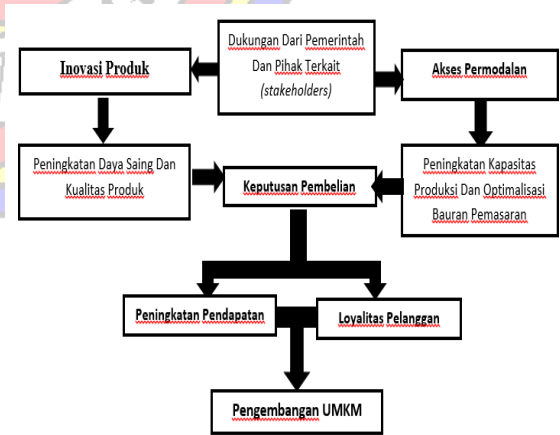 Dukungan Dari Pemerintah
Dan Pihak Terkait
(stakeholders)
Inovasi Produk
Akses Permodalan
Peningkatan Daya Saing Dan
Kualitas Produk
Keputusan Pembelian
Peningkatan Kapasitas
Produksi Dan Optimalisasi
Bauran Pemasaran
Peningkatan Pendapatan
Loyalitas Pelanggan
Pengembangan UMKM